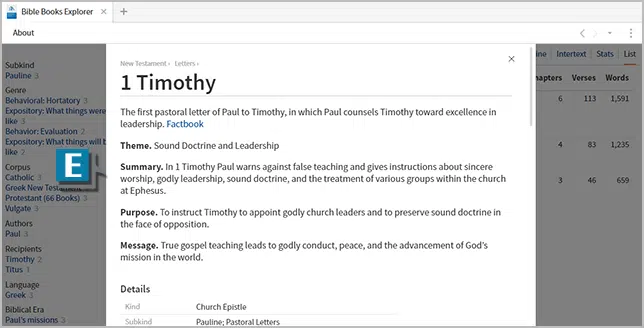 Bible Books Explorer
About
Subkind
Pauline 3
Genre
Behavioral: Hortatory 3
Expository: What things were
like 3
Behavior: Evaluation 2
Expository: What things will b
like 2
Corpus
Catholic 3
Greek New Testament
Protestant (66 Books) 3
Vulgate 3
Authors
Paul 3
Recipients
Timothy 2
Titus 1
Language
Greek 3
Biblical Era
Paul's missions 3
E
New Testament › Letters ›
1 Timothy
The first pastoral letter of Paul to Timothy, in which Paul counsels Timothy toward excellence in
leadership. Factbook
Theme. Sound Doctrine and Leadership
Summary. In 1 Timothy Paul warns against false teaching and gives instructions about sincere
worship, godly leadership, sound doctrine, and the treatment of various groups within the church
at Ephesus.
Purpose. To instruct Timothy to appoint godly church leaders and to preserve sound doctrine in
the face of opposition.
Message. True gospel teaching leads to godly conduct, peace, and the advancement of God's
mission in the world.
Details
Kind Church Epistle
Subkind Pauline; Pastoral Letters
ine Intertext Stats List
hapters Verses Words
6 113 1,591
4 83 1,235
3 46 659